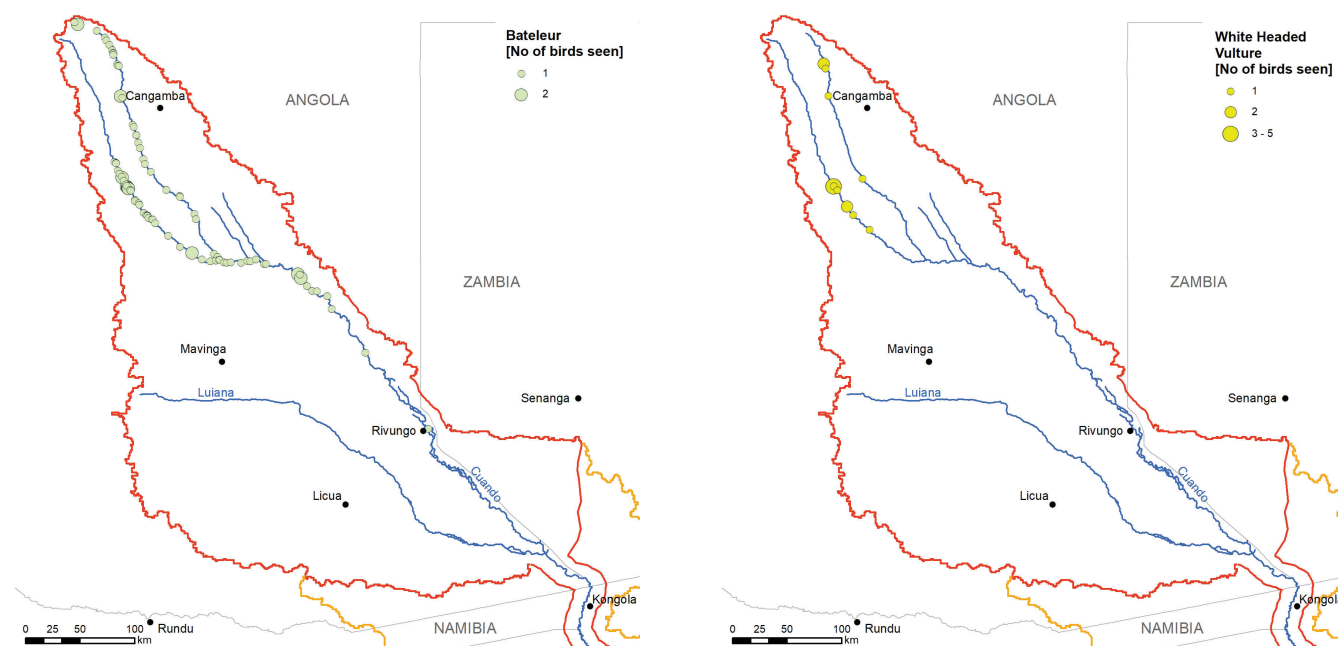 Bateleur
[No of birds seen]
1
2
Cangamba
ANGOLA
ZAMBIA
Mavinga
Luiana
Senanga
Rivungo
Cuando
Licua
Kongola
NAMIBIA
Rundu
0 25 50 100
km
White Headed
Vulture
[No of birds seen]
1
2
3 - 5
Cangamba
ANGOLA
ZAMBIA
Mavinga
Luiana
Senanga
Rivungo
Cuando
Licua
Kongola
NAMIBIA
Rundu
0 25 50 100
km